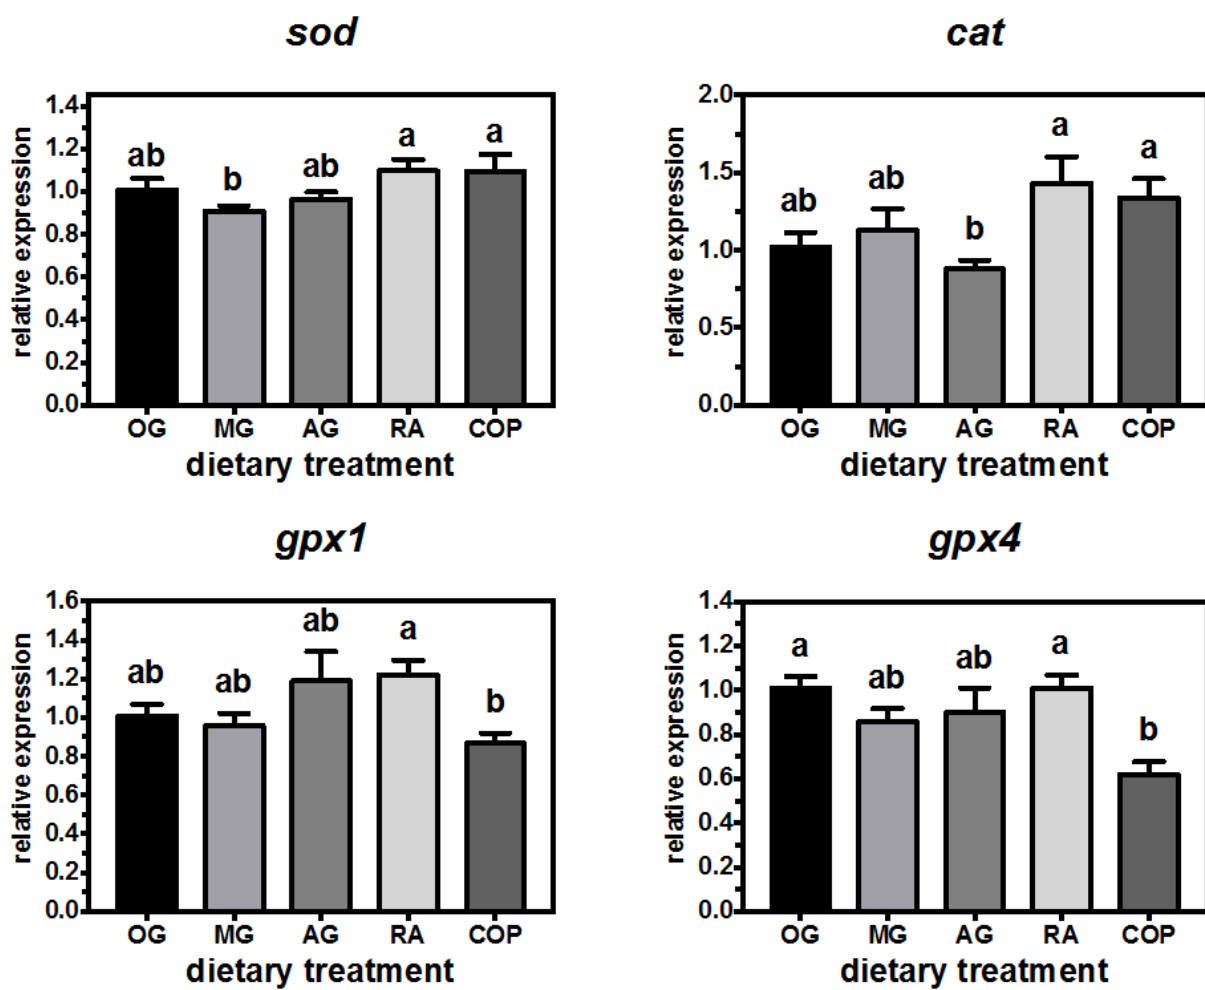 sod
relative expression
1.4
1.2
1.0
0.8
0.6
0.4
0.2
0.0
ab
b
ab
a
a
OG MG AG RA COP
dietary treatment
cat
relative expression
2.0
1.5
1.0
0.5
0.0
ab
ab
b
a
a
OG MG AG RA COP
dietary treatment
gpx1
relative expression
1.6
1.4
1.2
1.0
0.8
0.6
0.4
0.2
0.0
ab
ab
ab
a
b
OG MG AG RA COP
dietary treatment
gpx4
relative expression
1.4
1.2
1.0
0.8
0.6
0.4
0.2
0.0
a
ab
ab
a
b
OG MG AG RA COP
dietary treatment